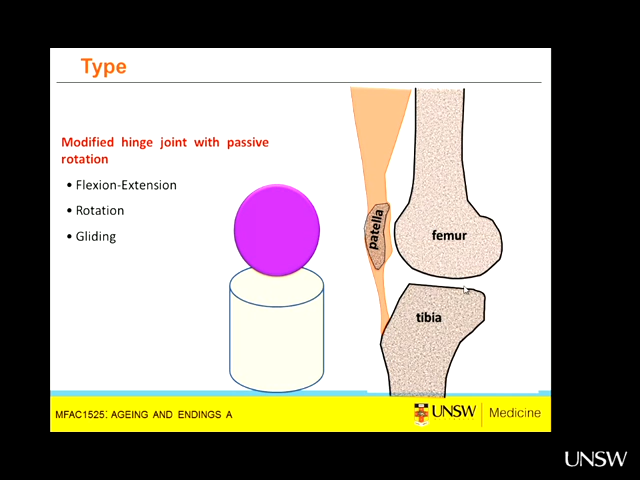 Type
Modified hinge joint with passive
rotation
• Flexion-Extension
• Rotation
• Gliding
patella
femur
tibia
MFAC1525: AGEING AND ENDINGS A
UNSW Medicine
UNSW